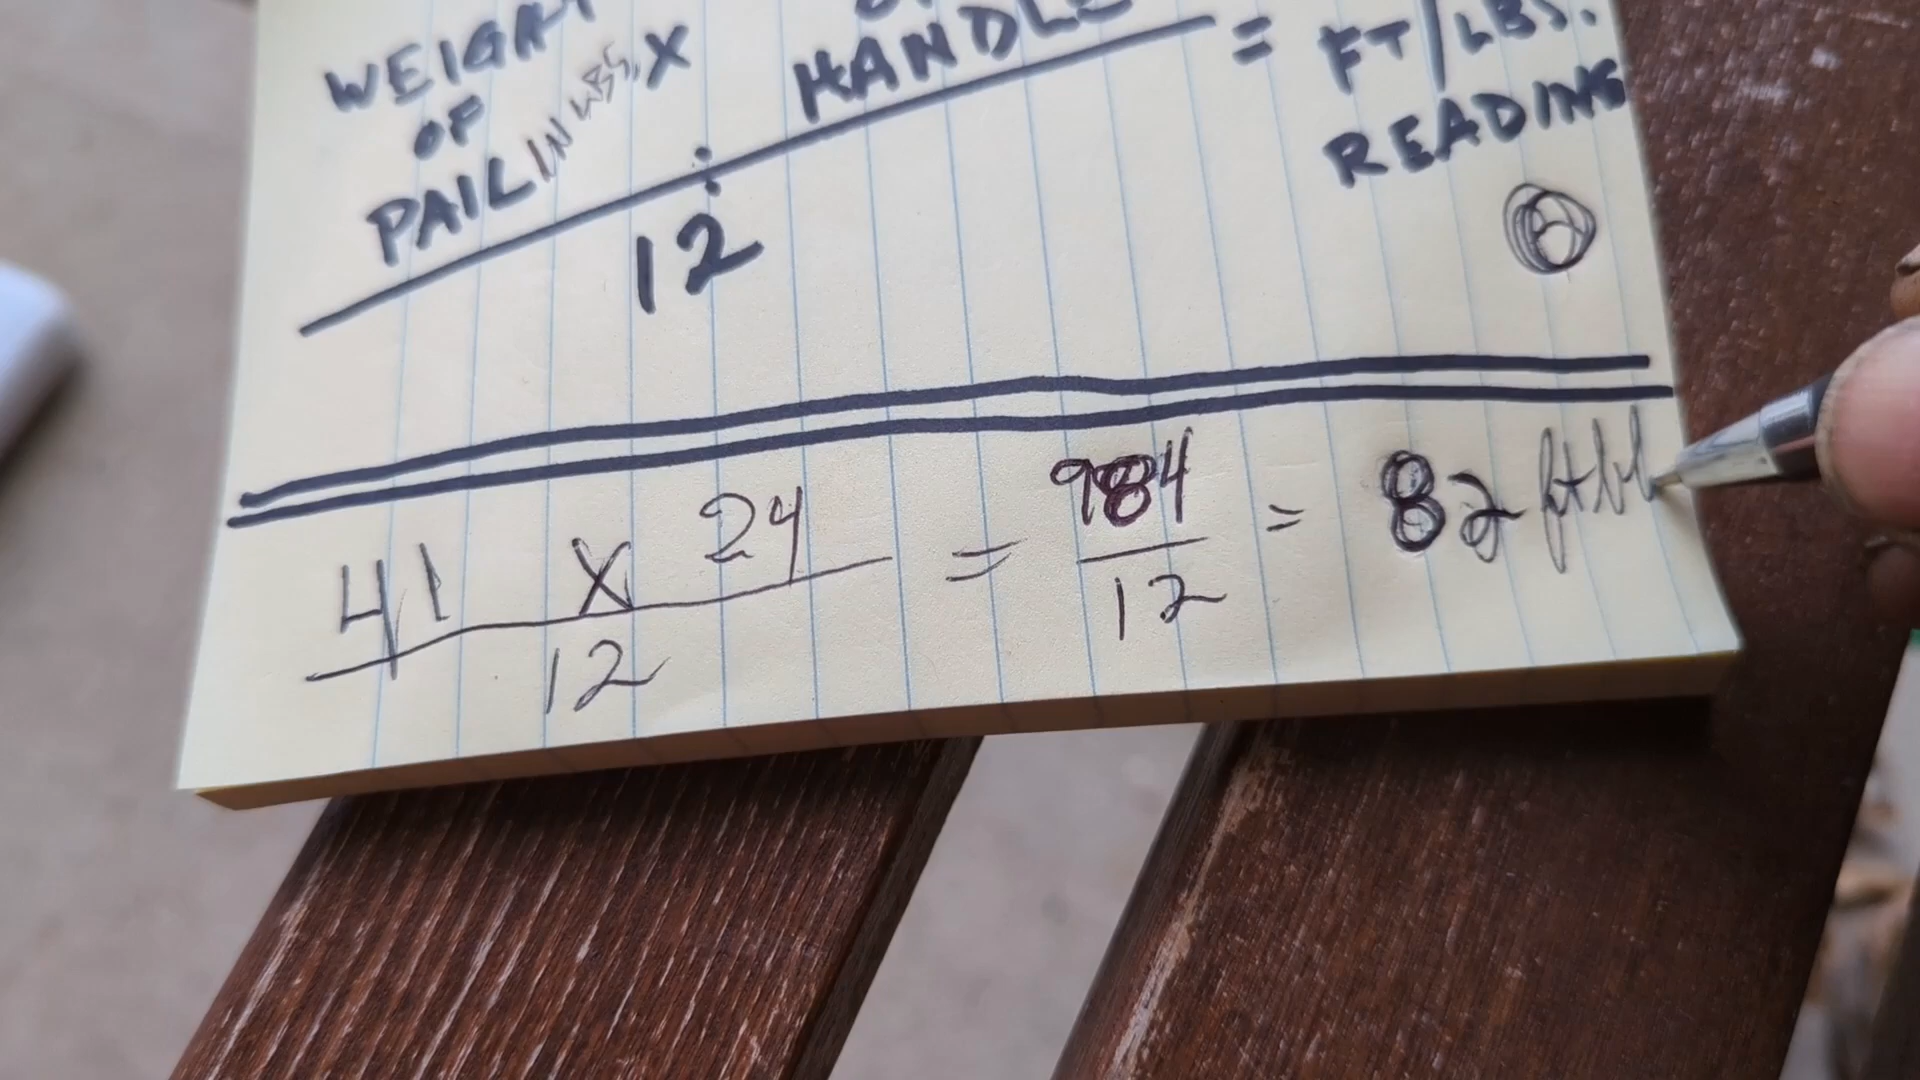 WEIGHT
OF
PAIL IN LBS. X
HANDLE
÷
12
= FT/LBS.
READING
41 X 24
12
= 984
12
= 82 ft lb